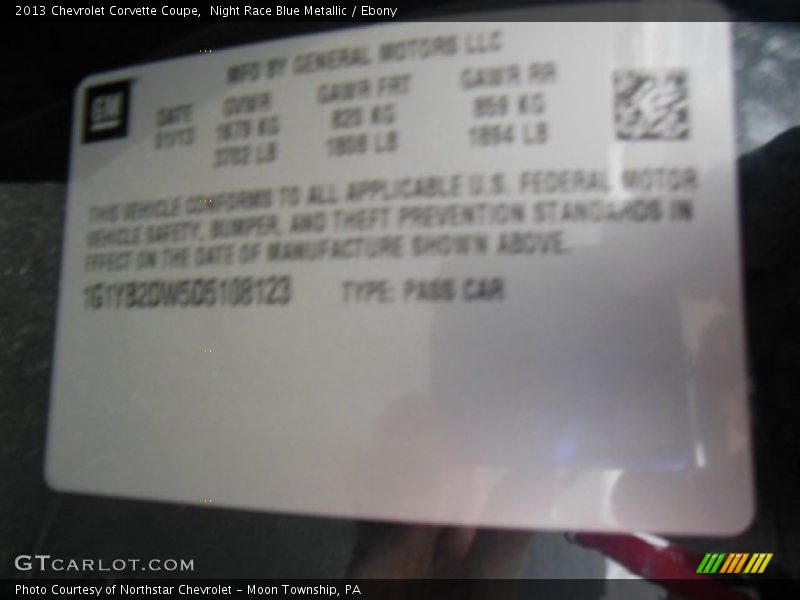 2013 Chevrolet Corvette Coupe, Night Race Blue Metallic / Ebony
MFD BY GENERAL MOTORS LLC
GM
DATE GVWR GAWR FRT GAWR RR
01/13 1679 KG 820 KG 859 KG
3702 LB 1808 LB 1894 LB
THIS VEHICLE CONFORMS TO ALL APPLICABLE U.S. FEDERAL MOTOR
VEHICLE SAFETY, BUMPER, AND THEFT PREVENTION STANDARDS IN
EFFECT ON THE DATE OF MANUFACTURE SHOWN ABOVE.
1G1YB2DW5D5108123 TYPE: PASS CAR
GTCARLOT.COM
Photo Courtesy of Northstar Chevrolet - Moon Township, PA